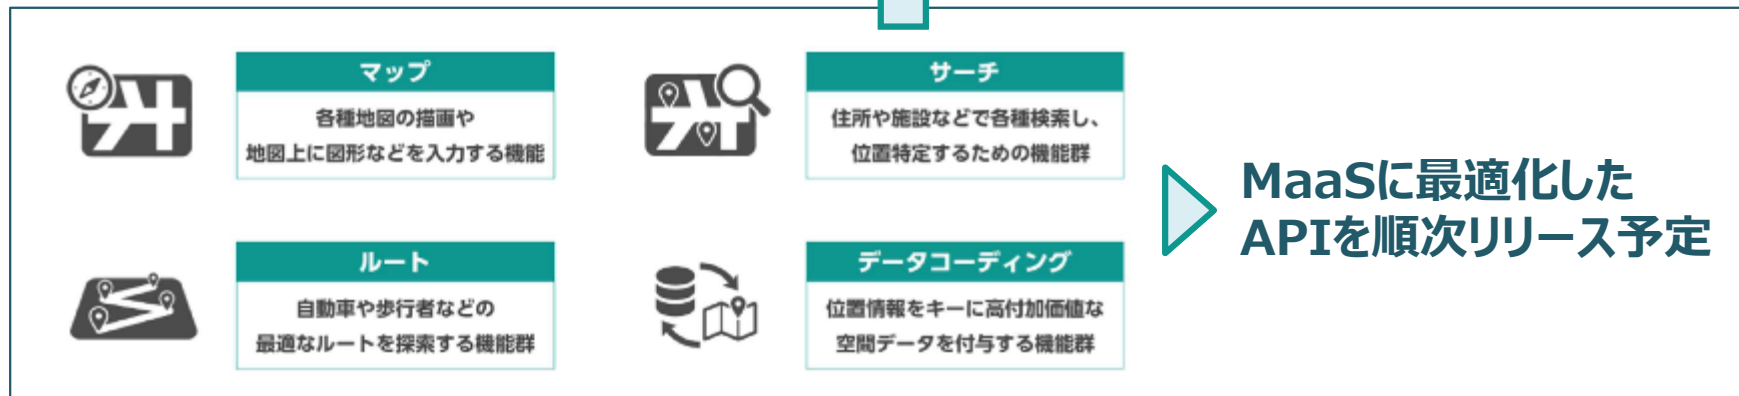 マップ
各種地図の描画や
地図上に図形などを入力する機能
サーチ
住所や施設などで各種検索し、
位置特定するための機能群
ルート
自動車や歩行者などの
最適なルートを探索する機能群
データコーディング
位置情報をキーに高付加価値な
空間データを付与する機能群
MaaSに最適化した
APIを順次リリース予定